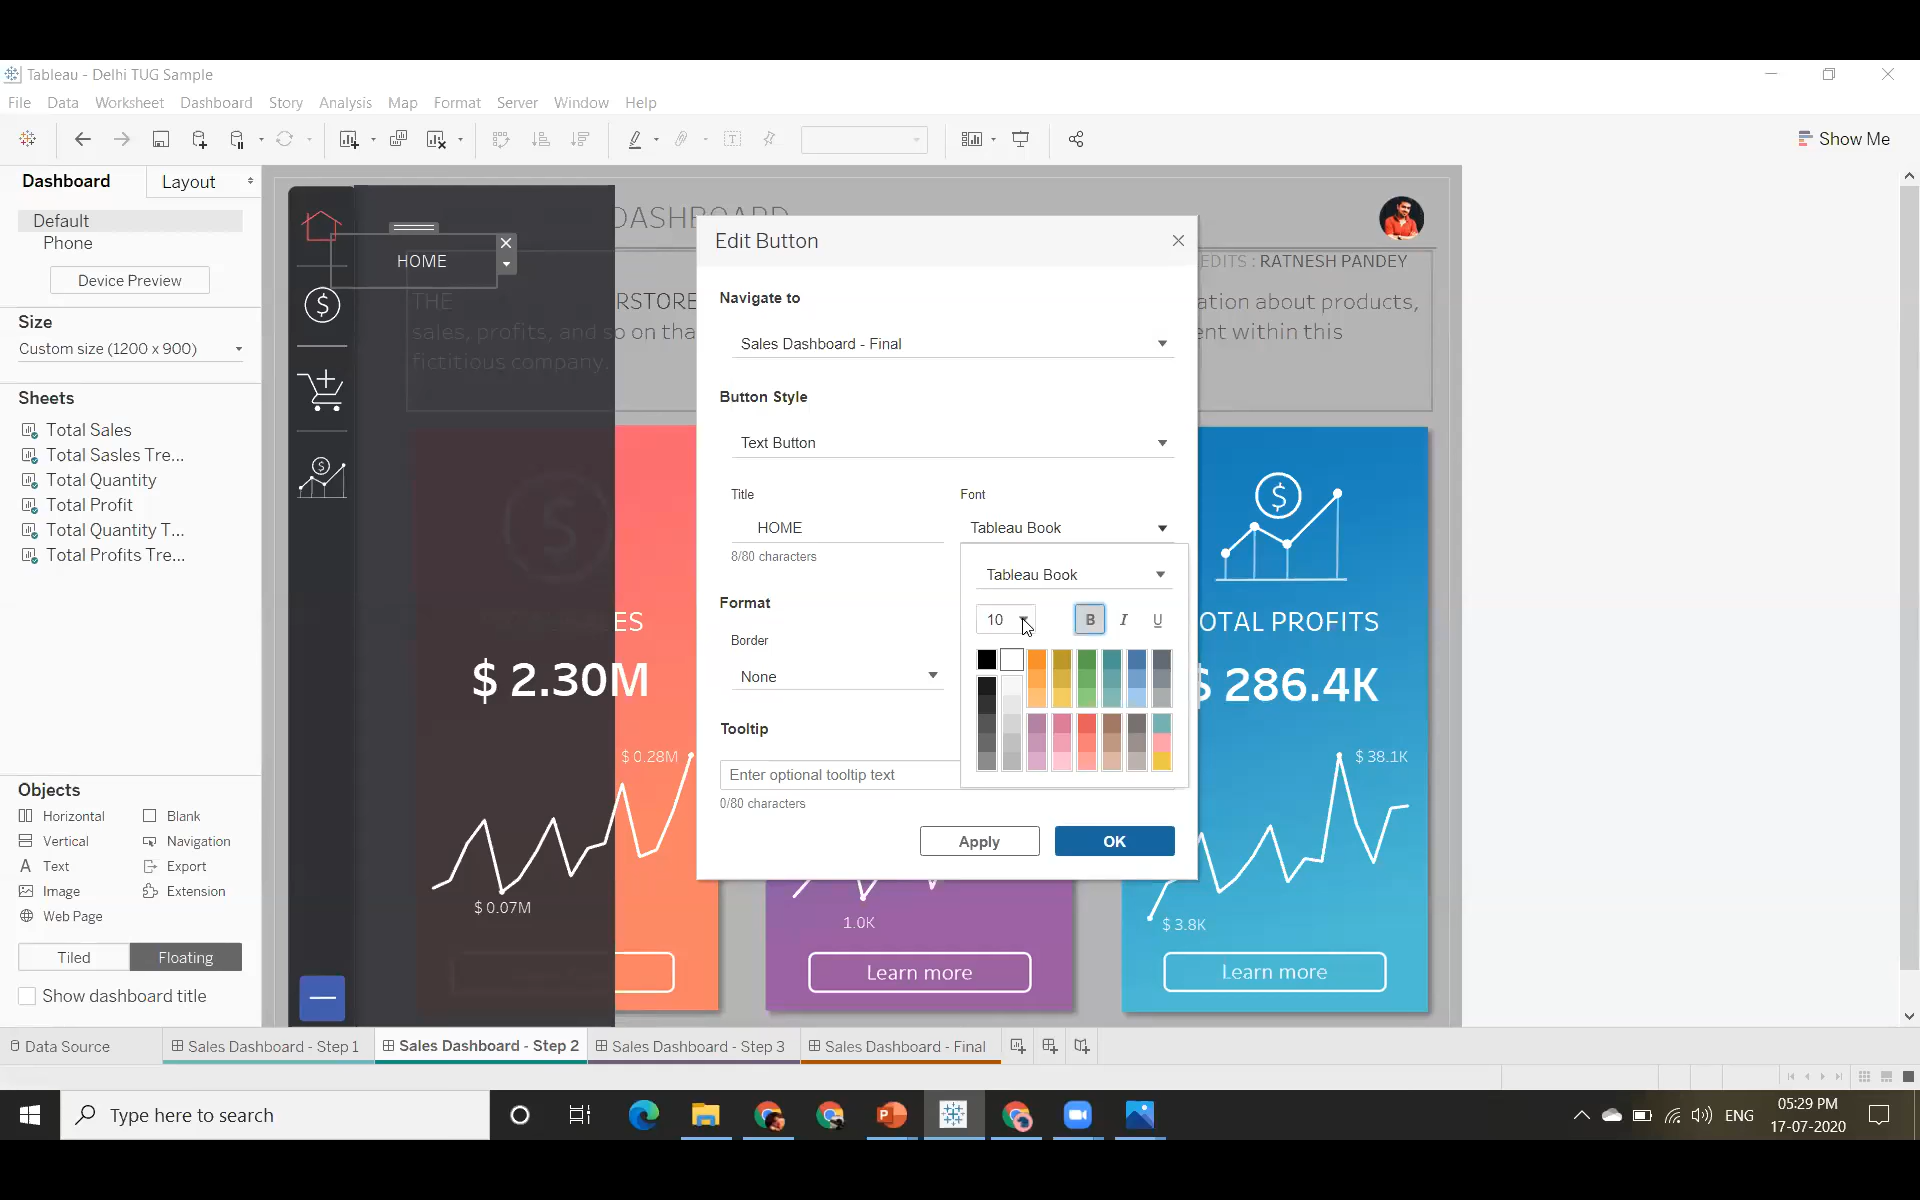 Tableau - Delhi TUG Sample
File Data Worksheet Dashboard Story Analysis Map Format Server Window Help
Show Me
Dashboard Layout
Default
Phone
Device Preview
Size
Custom size (1200 x 900)
Sheets
Total Sales
Total Sasles Tre...
Total Quantity
Total Profit
Total Quantity T...
Total Profits Tre...
Objects
Horizontal Blank
Vertical Navigation
A Text Export
Image Extension
Web Page
Tiled Floating
Show dashboard title
DASHBOARD
HOME
EDITS : RATNESH PANDEY
THE RSTORE ation about products,
sales, profits, and so on tha ent within this
fictitious company.
ES
$ 2.30M
$ 0.28M
$ 0.07M
1.0K
Learn more
OTAL PROFITS
$ 286.4K
$ 38.1K
$ 3.8K
Learn more
Edit Button
Navigate to
Sales Dashboard - Final
Button Style
Text Button
Title Font
HOME Tableau Book
8/80 characters
Tableau Book
10 B I U
Format
Border
None
Tooltip
Enter optional tooltip text
0/80 characters
Apply OK
Data Source Sales Dashboard - Step 1 Sales Dashboard - Step 2 Sales Dashboard - Step 3 Sales Dashboard - Final
Type here to search
ENG
05:29 PM
17-07-2020